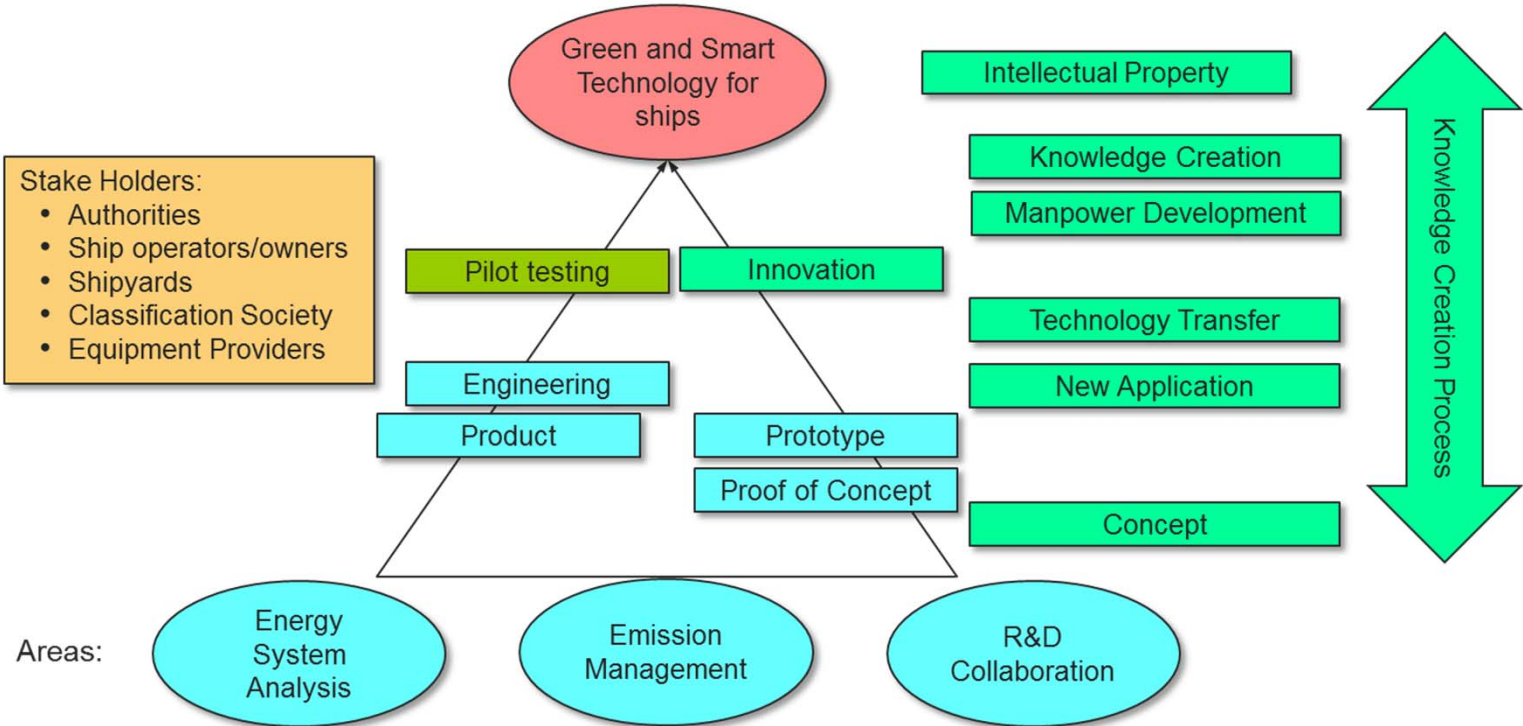 Green and Smart
Technology for
ships
Intellectual Property
Knowledge Creation
Manpower Development
Stake Holders:
• Authorities
• Ship operators/owners
• Shipyards
• Classification Society
• Equipment Providers
Pilot testing
Innovation
Technology Transfer
Engineering
New Application
Product
Prototype
Proof of Concept
Concept
Knowledge Creation Process
Areas:
Energy
System
Analysis
Emission
Management
R&D
Collaboration